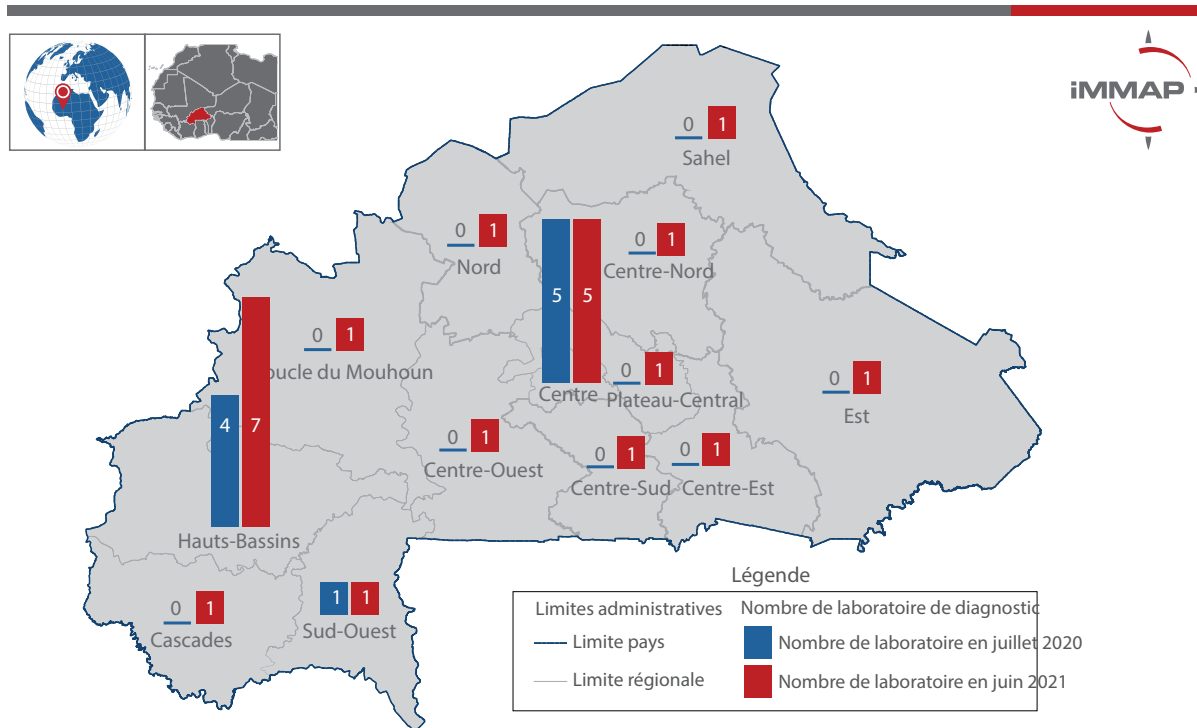 iMMAP
0 1
Sahel
0 1
Nord
0 1
Centre-Nord
5 5
Centre
0 1
oucle du Mouhoun
0 1
Plateau-Central
0 1
Est
4 7
Hauts-Bassins
0 1
Centre-Ouest
0 1
Centre-Sud
0 1
Centre-Est
0 1
Cascades
1 1
Sud-Ouest
Légende
Limites administratives
Limite pays
Limite régionale
Nombre de laboratoire de diagnostic
Nombre de laboratoire en juillet 2020
Nombre de laboratoire en juin 2021